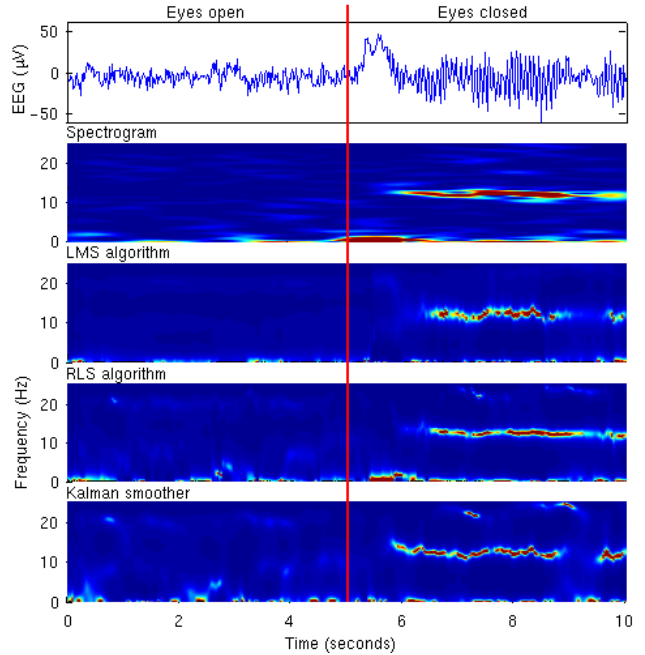 Eyes open Eyes closed
50
0
−50
EEG (μV)
Spectrogram
20
10
0
LMS algorithm
20
10
0
RLS algorithm
20
10
0
Frequency (Hz)
Kalman smoother
20
10
0
0 2 4 6 8 10
Time (seconds)